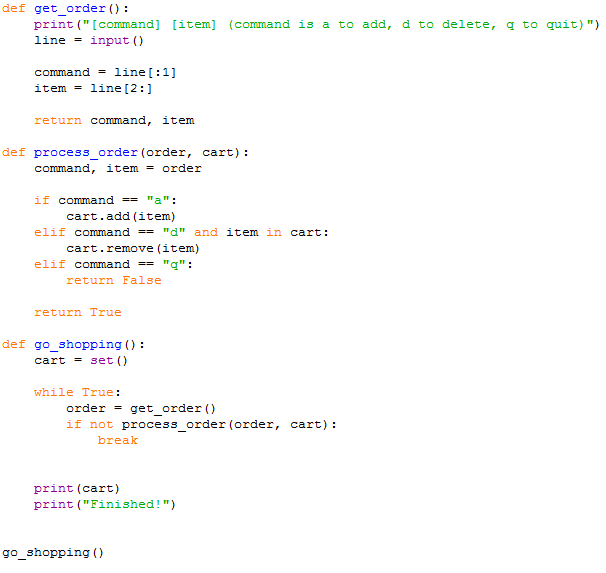 def get_order():
    print("[command] [item] (command is a to add, d to delete, q to quit)")
    line = input()

    command = line[:1]
    item = line[2:]

    return command, item

def process_order(order, cart):
    command, item = order

    if command == "a":
        cart.add(item)
    elif command == "d" and item in cart:
        cart.remove(item)
    elif command == "q":
        return False

    return True

def go_shopping():
    cart = set()

    while True:
        order = get_order()
        if not process_order(order, cart):
            break


    print(cart)
    print("Finished!")


go_shopping()